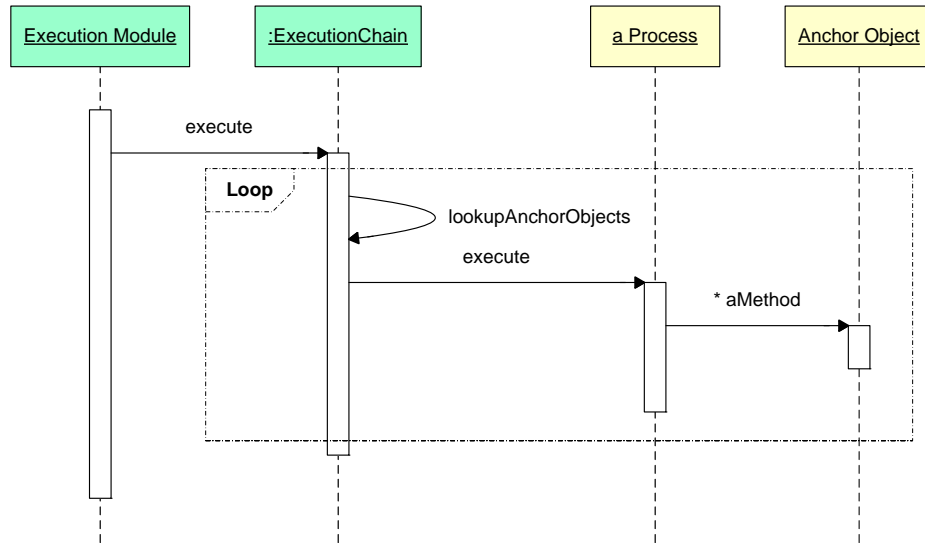 Execution Module
:ExecutionChain
a Process
Anchor Object
execute
Loop
lookupAnchorObjects
execute
* aMethod